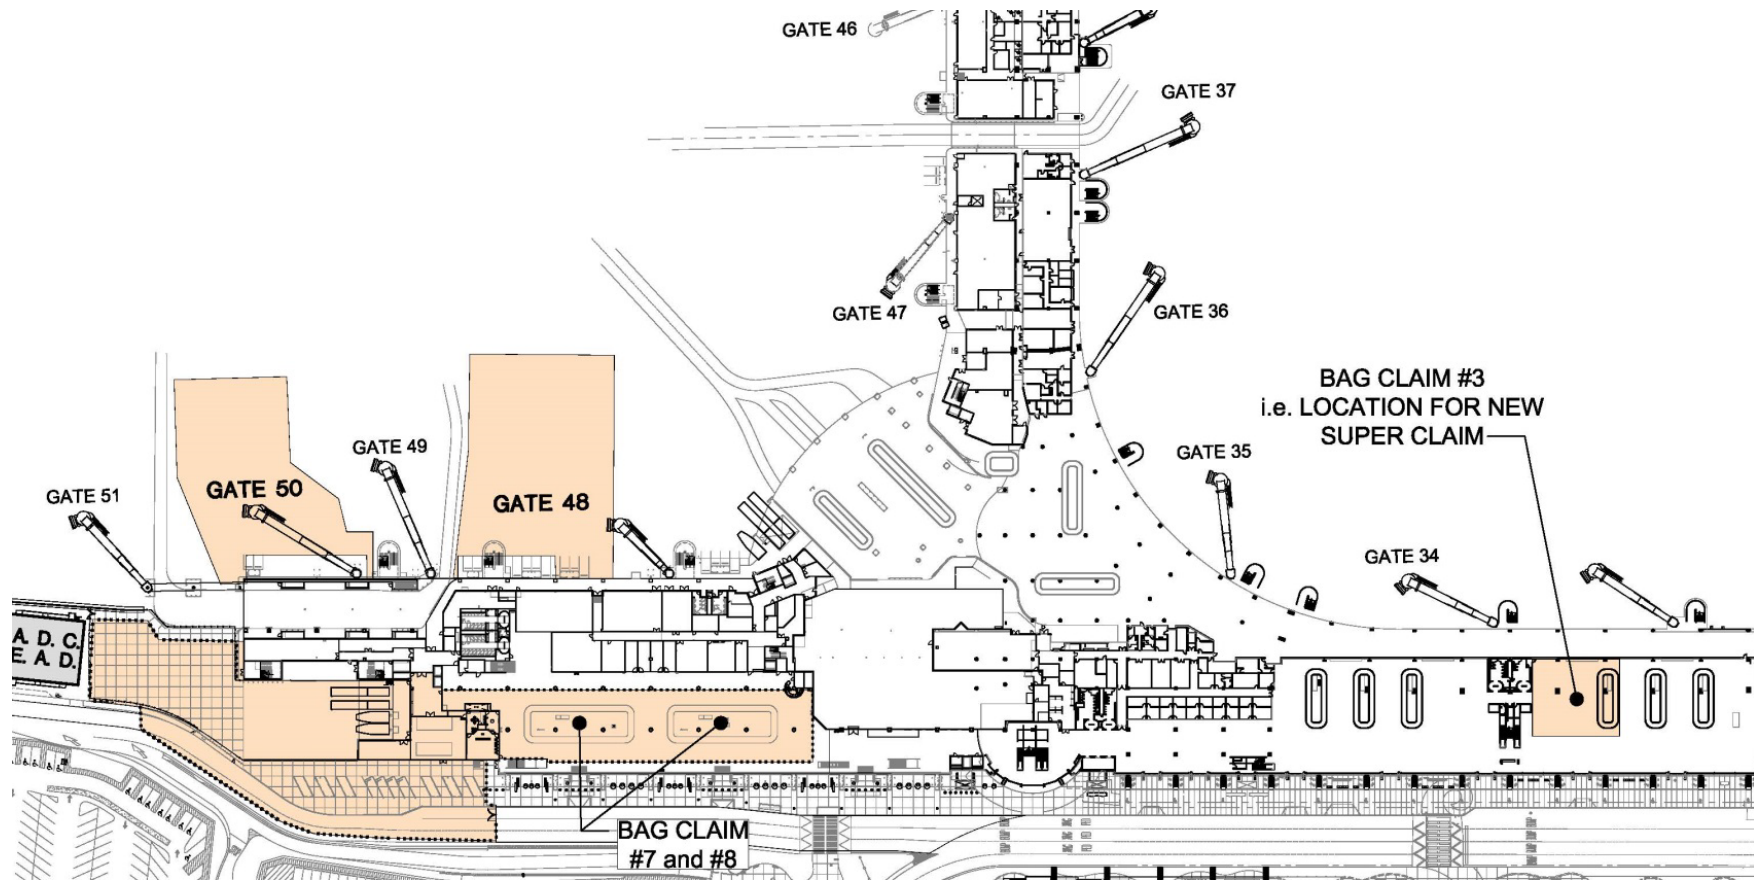 GATE 46
GATE 37
GATE 47
GATE 36
BAG CLAIM #3
i.e. LOCATION FOR NEW
SUPER CLAIM
GATE 49
GATE 35
GATE 51
GATE 50
GATE 48
GATE 34
A. D. C.
E. A. D.
BAG CLAIM
#7 and #8